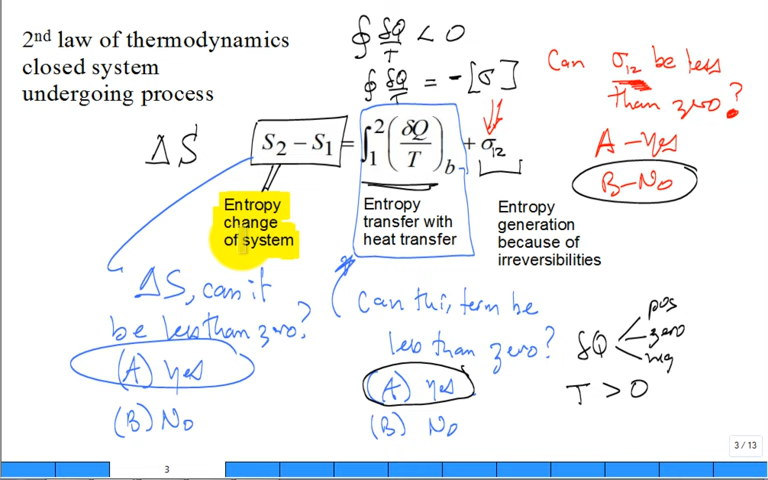 2nd law of thermodynamics
closed system
undergoing process
∮ δQ/T < 0
∮ δQ/T = -[σ]
ΔS
S₂ – S₁ = ∫₁² (δQ/T)b + σ₁₂
Entropy
change
of system
Entropy
transfer with
heat transfer
Entropy
generation
because of
irreversibilities
Can σ₁₂ be less
than zero?
A - Yes
B - No
ΔS, can it
be less than zero?
(A) Yes
(B) No
Can this term be
less than zero?
(A) Yes
(B) No
δQ
pos
zero
neg
T > 0
3 / 13
3